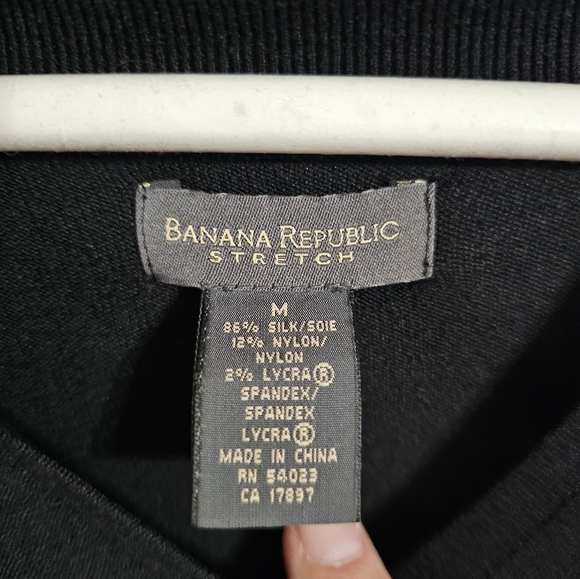 BANANA REPUBLIC
STRETCH
M
86% SILK/SOIE
12% NYLON/
NYLON
2% LYCRA®
SPANDEX/
SPANDEX
LYCRA®
MADE IN CHINA
RN 54023
CA 17897